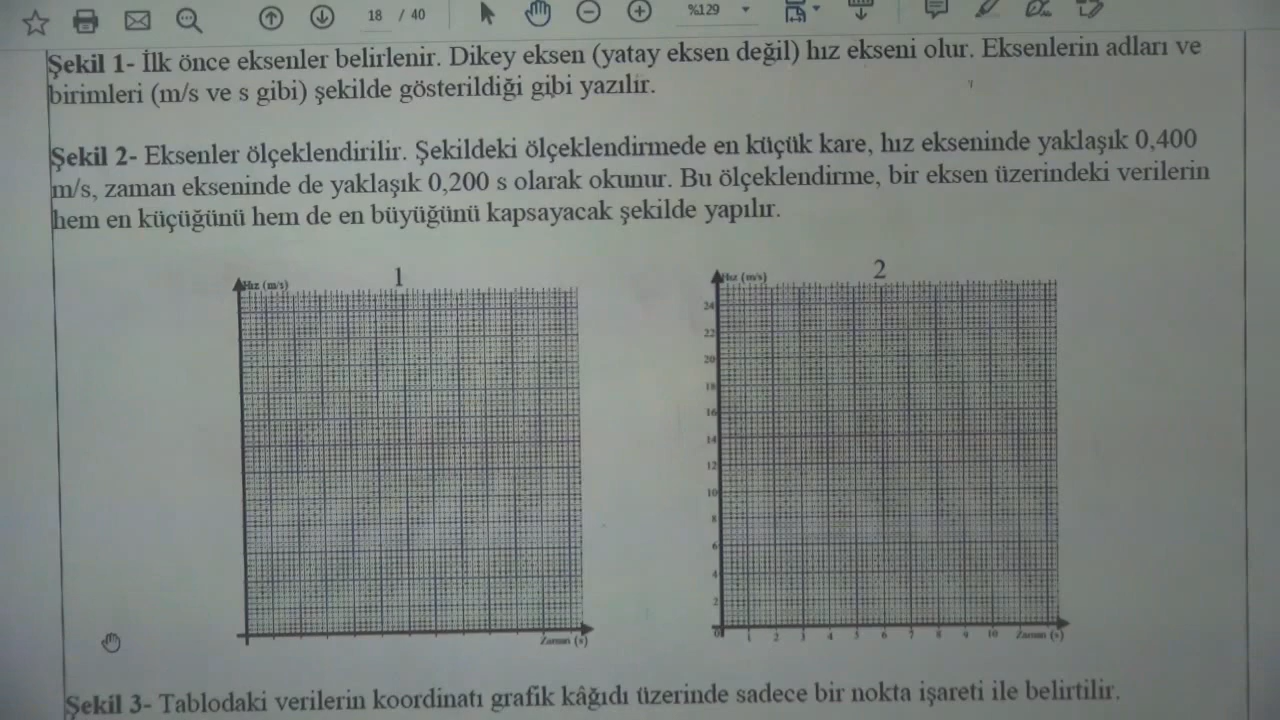 18 / 40 %129
Şekil 1- İlk önce eksenler belirlenir. Dikey eksen (yatay eksen değil) hız ekseni olur. Eksenlerin adları ve
birimleri (m/s ve s gibi) şekilde gösterildiği gibi yazılır.
Şekil 2- Eksenler ölçeklendirilir. Şekildeki ölçeklendirmede en küçük kare, hız ekseninde yaklaşık 0,400
m/s, zaman ekseninde de yaklaşık 0,200 s olarak okunur. Bu ölçeklendirme, bir eksen üzerindeki verilerin
hem en küçüğünü hem de en büyüğünü kapsayacak şekilde yapılır.
1
Hız (m/s)
Zaman (s)
2
Hız (m/s)
24
22
20
18
16
14
12
10
8
6
4
2
0 1 2 3 4 5 6 7 8 9 10 Zaman (s)
Şekil 3- Tablodaki verilerin koordinatı grafik kâğıdı üzerinde sadece bir nokta işareti ile belirtilir.